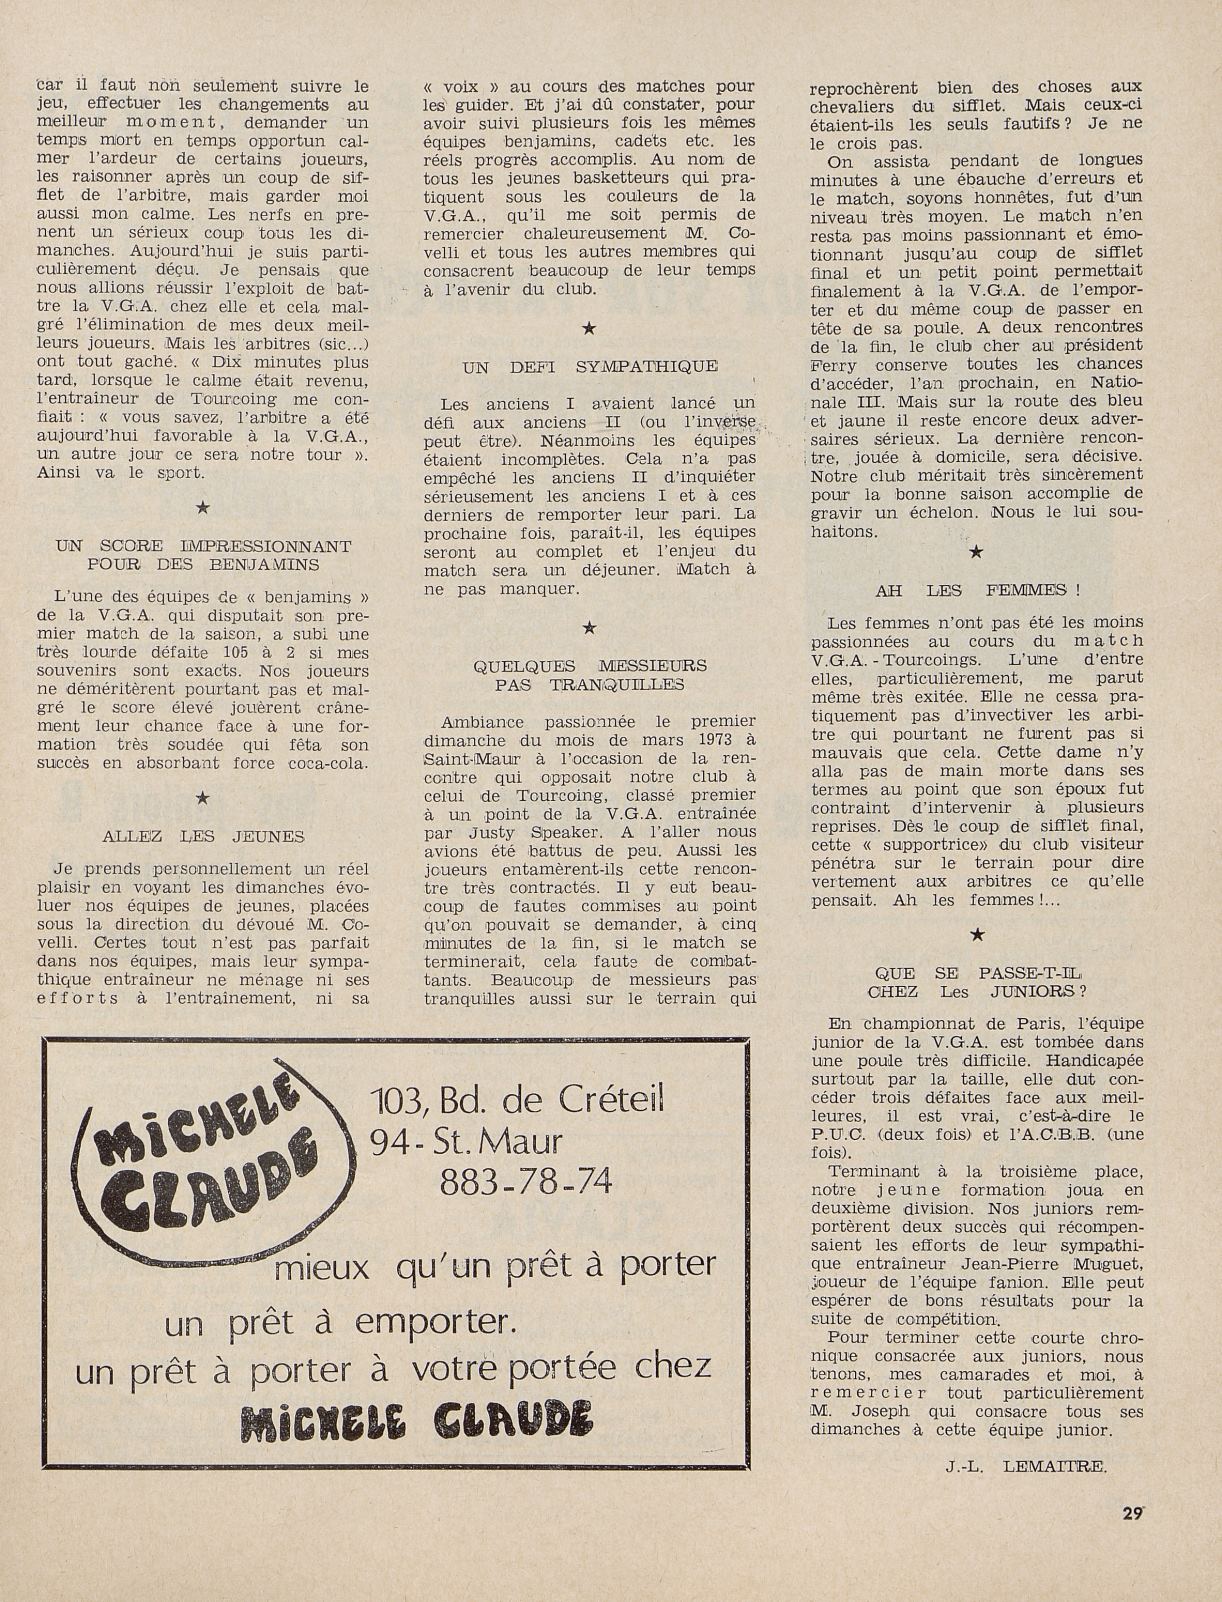 car il faut non seulement suivre le
jeu, effectuer les changements au
meilleur moment, demander un
temps mort en temps opportun cal-
mer l'ardeur de certains joueurs,
les raisonner après un coup de sif-
flet de l'arbitre, mais garder moi
aussi mon calme. Les nerfs en pre-
nent un sérieux coup tous les di-
manches. Aujourd'hui je suis parti-
culièrement déçu. Je pensais que
nous allions réussir l'exploit de bat-
tre la V.G.A. chez elle et cela mal-
gré l'élimination de mes deux meil-
leurs joueurs. Mais les arbitres (sic...)
ont tout gaché. « Dix minutes plus
tard, lorsque le calme était revenu,
l'entraîneur de Tourcoing me con-
fiait : « vous savez, l'arbitre a été
aujourd'hui favorable à la V.G.A.,
un autre jour ce sera notre tour ».
Ainsi va le sport.
★
UN SCORE IMPRESSIONNANT
POUR DES BENJAMINS
L'une des équipes de « benjamins »
de la V.G.A. qui disputait son pre-
mier match de la saison, a subi une
très lourde défaite 105 à 2 si mes
souvenirs sont exacts. Nos joueurs
ne déméritèrent pourtant pas et mal-
gré le score élevé jouèrent crâne-
ment leur chance face à une for-
mation très soudée qui fêta son
succès en absorbant force coca-cola.
★
ALLEZ LES JEUNES
Je prends personnellement un réel
plaisir en voyant les dimanches évo-
luer nos équipes de jeunes, placées
sous la direction du dévoué M. Co-
velli. Certes tout n'est pas parfait
dans nos équipes, mais leur sympa-
thique entraîneur ne ménage ni ses
efforts à l'entraînement, ni sa
« voix » au cours des matches pour
les guider. Et j'ai dû constater, pour
avoir suivi plusieurs fois les mêmes
équipes benjamins, cadets etc. les
réels progrès accomplis. Au nom de
tous les jeunes basketteurs qui pra-
tiquent sous les couleurs de la
V.G.A., qu'il me soit permis de
remercier chaleureusement M. Co-
velli et tous les autres membres qui
consacrent beaucoup de leur temps
à l'avenir du club.
★
UN DEFI SYMPATHIQUE
Les anciens I avaient lancé un
défi aux anciens II (ou l'inverse
peut être). Néanmoins les équipes
étaient incomplètes. Cela n'a pas
empêché les anciens II d'inquiéter
sérieusement les anciens I et à ces
derniers de remporter leur pari. La
prochaine fois, paraît-il, les équipes
seront au complet et l'enjeu du
match sera un déjeuner. Match à
ne pas manquer.
★
QUELQUES MESSIEURS
PAS TRANQUILLES
Ambiance passionnée le premier
dimanche du mois de mars 1973 à
Saint-Maur à l'occasion de la ren-
contre qui opposait notre club à
celui de Tourcoing, classé premier
à un point de la V.G.A. entraînée
par Justy Speaker. A l'aller nous
avions été battus de peu. Aussi les
joueurs entamèrent-ils cette rencon-
tre très contractés. Il y eut beau-
coup de fautes commises au point
qu'on pouvait se demander, à cinq
minutes de la fin, si le match se
terminerait, cela faute de combat-
tants. Beaucoup de messieurs pas
tranquilles aussi sur le terrain qui
reprochèrent bien des choses aux
chevaliers du sifflet. Mais ceux-ci
étaient-ils les seuls fautifs ? Je ne
le crois pas.
On assista pendant de longues
minutes à une ébauche d'erreurs et
le match, soyons honnêtes, fut d'un
niveau très moyen. Le match n'en
resta pas moins passionnant et émo-
tionnant jusqu'au coup de sifflet
final et un petit point permettait
finalement à la V.G.A. de l'empor-
ter et du même coup de passer en
tête de sa poule. A deux rencontres
de la fin, le club cher au président
Ferry conserve toutes les chances
d'accéder, l'an prochain, en Natio-
nale III. Mais sur la route des bleu
et jaune il reste encore deux adver-
saires sérieux. La dernière rencon-
tre, jouée à domicile, sera décisive.
Notre club méritait très sincèrement
pour la bonne saison accomplie de
gravir un échelon. Nous le lui sou-
haitons.
★
AH LES FEMMES !
Les femmes n'ont pas été les moins
passionnées au cours du match
V.G.A. - Tourcoings. L'une d'entre
elles, particulièrement, me parut
même très exitée. Elle ne cessa pra-
tiquement pas d'invectiver les arbi-
tre qui pourtant ne furent pas si
mauvais que cela. Cette dame n'y
alla pas de main morte dans ses
termes au point que son époux fut
contraint d'intervenir à plusieurs
reprises. Dès le coup de sifflet final,
cette « supportrice» du club visiteur
pénétra sur le terrain pour dire
vertement aux arbitres ce qu'elle
pensait. Ah les femmes !...
★
QUE SE PASSE-T-IL
CHEZ Les JUNIORS ?
En championnat de Paris, l'équipe
junior de la V.G.A. est tombée dans
une poule très difficile. Handicapée
surtout par la taille, elle dut con-
céder trois défaites face aux meil-
leures, il est vrai, c'est-à-dire le
P.U.C. (deux fois) et l'A.C.B.B. (une
fois).
Terminant à la troisième place,
notre jeune formation joua en
deuxième division. Nos juniors rem-
portèrent deux succès qui récompen-
saient les efforts de leur sympathi-
que entraîneur Jean-Pierre Muguet,
joueur de l'équipe fanion. Elle peut
espérer de bons résultats pour la
suite de compétition.
Pour terminer cette courte chro-
nique consacrée aux juniors, nous
tenons, mes camarades et moi, à
remercier tout particulièrement
M. Joseph qui consacre tous ses
dimanches à cette équipe junior.
J.-L. LEMAITRE.
MICHELE
CLAUDE
103, Bd. de Créteil
94 - St. Maur
883-78-74
mieux qu'un prêt à porter
un prêt à emporter.
un prêt à porter à votre portée chez
MICHELE CLAUDE
29